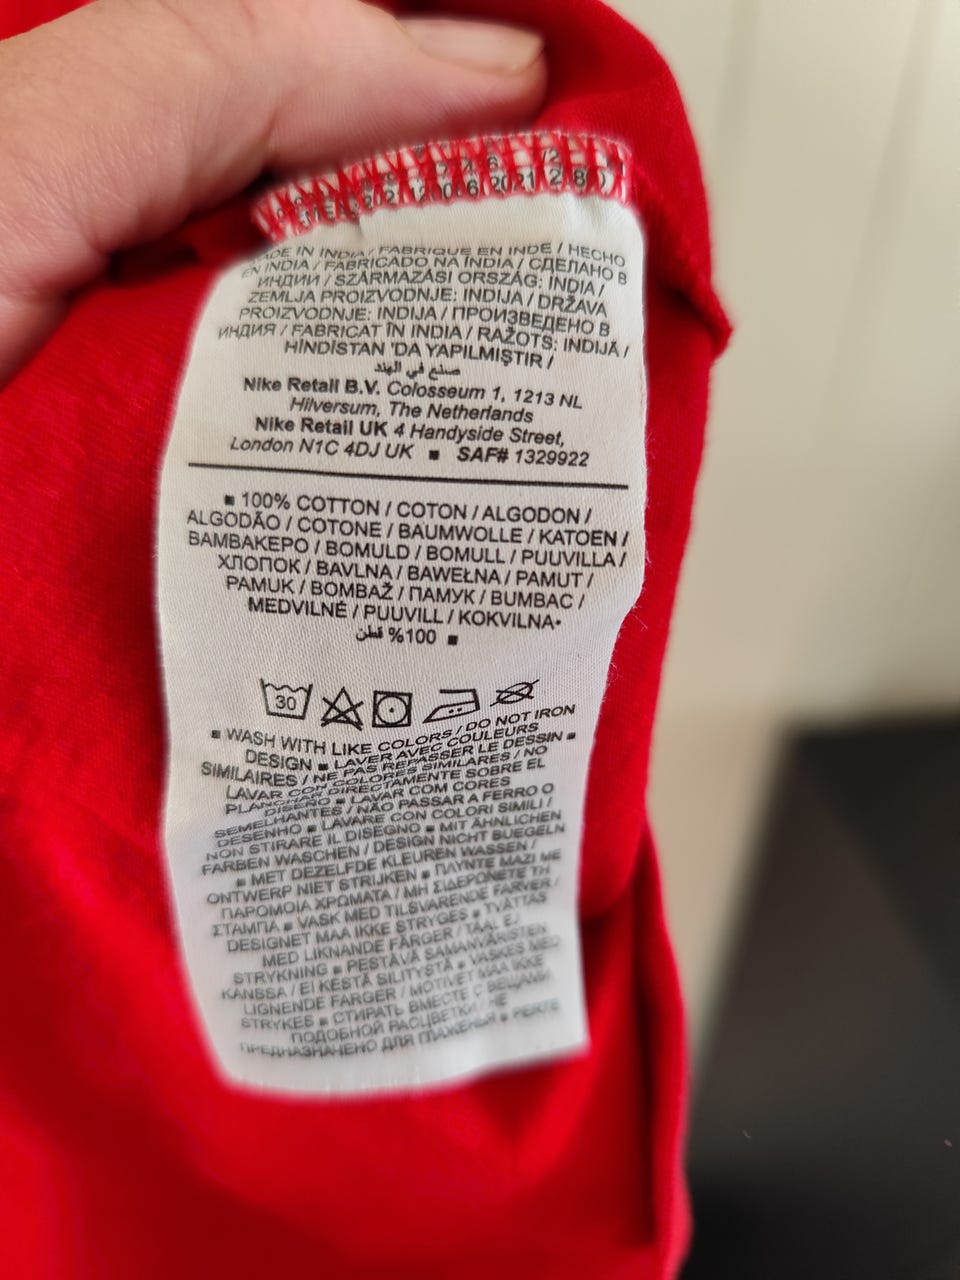 MADE IN INDIA / FABRIQUE EN INDE / HECHO
EN INDIA / FABRICADO NA ÍNDIA / СДЕЛАНО В
ИНДИИ / SZÁRMAZÁSI ORSZÁG: INDIA /
ZEMLJA PROIZVODNJE: INDIJA / DRŽAVA
PROIZVODNJE: INDIJA / ПРОИЗВЕДЕНО В
ИНДИЯ / FABRICAT ÎN INDIA / RAŽOTS: INDIJĀ /
HİNDİSTAN 'DA YAPILMIŞTIR /
صنع في الهند
Nike Retail B.V. Colosseum 1, 1213 NL
Hilversum, The Netherlands
Nike Retail UK 4 Handyside Street,
London N1C 4DJ UK ■ SAF# 1329922
■ 100% COTTON / COTON / ALGODON /
ALGODÃO / COTONE / BAUMWOLLE / KATOEN /
ΒΑΜΒΑΚΕΡΟ / BOMULD / BOMULL / PUUVILLA /
ХЛОПОК / BAVLNA / BAWEŁNA / PAMUT /
PAMUK / BOMBAŽ / ПАМУК / BUMBAC /
MEDVILNĖ / PUUVILL / KOKVILNA•
■ 100% قطن
30
■ WASH WITH LIKE COLORS / DO NOT IRON
DESIGN ■ LAVER AVEC COULEURS
SIMILAIRES / NE PAS REPASSER LE DESSIN ■
LAVAR CON COLORES SIMILARES / NO
PLANCHAR DIRECTAMENTE SOBRE EL
DISEÑO ■ LAVAR COM CORES
SEMELHANTES / NÃO PASSAR A FERRO O
DESENHO ■ LAVARE CON COLORI SIMILI /
NON STIRARE IL DISEGNO ■ MIT ÄHNLICHEN
FARBEN WASCHEN / DESIGN NICHT BUEGELN
■ MET DEZELFDE KLEUREN WASSEN /
ONTWERP NIET STRIJKEN ■ ΠΛΥΝΤΕ ΜΑΖΙ ΜΕ
ΠΑΡΟΜΟΙΑ ΧΡΩΜΑΤΑ / ΜΗ ΣΙΔΕΡΟΝΕΤΕ ΤΗ
ΣΤΑΜΠΑ ■ VASK MED TILSVARENDE FARVER /
DESIGNET MAA IKKE STRYGES ■ TVÄTTAS
MED LIKNANDE FÄRGER / TÅAL EJ
STRYKNING ■ PESTÄVÄ SAMANVÄRISTEN
KANSSA / EI KESTÄ SILITYSTÄ ■ VASKES MED
LIGNENDE FARGER / MOTIVET MAA IKKE
STRYKES ■ СТИРАТЬ ВМЕСТЕ С ВЕЩАМИ
ПОДОБНОЙ РАСЦВЕТКИ / НЕ
ПРЕДНАЗНАЧЕНО ДЛЯ ГЛАЖЕНЬЯ ■ PERTE